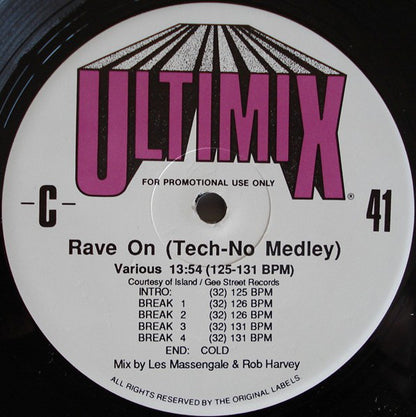 ULTIMIX ®
FOR PROMOTIONAL USE ONLY
-C- 41
Rave On (Tech-No Medley)
Various 13:54 (125-131 BPM)
Courtesy of Island / Gee Street Records
INTRO: (32) 125 BPM
BREAK 1 (32) 126 BPM
BREAK 2 (32) 126 BPM
BREAK 3 (32) 131 BPM
BREAK 4 (32) 131 BPM
END: COLD
Mix by Les Massengale & Rob Harvey
ALL RIGHTS RESERVED BY THE ORIGINAL LABELS.